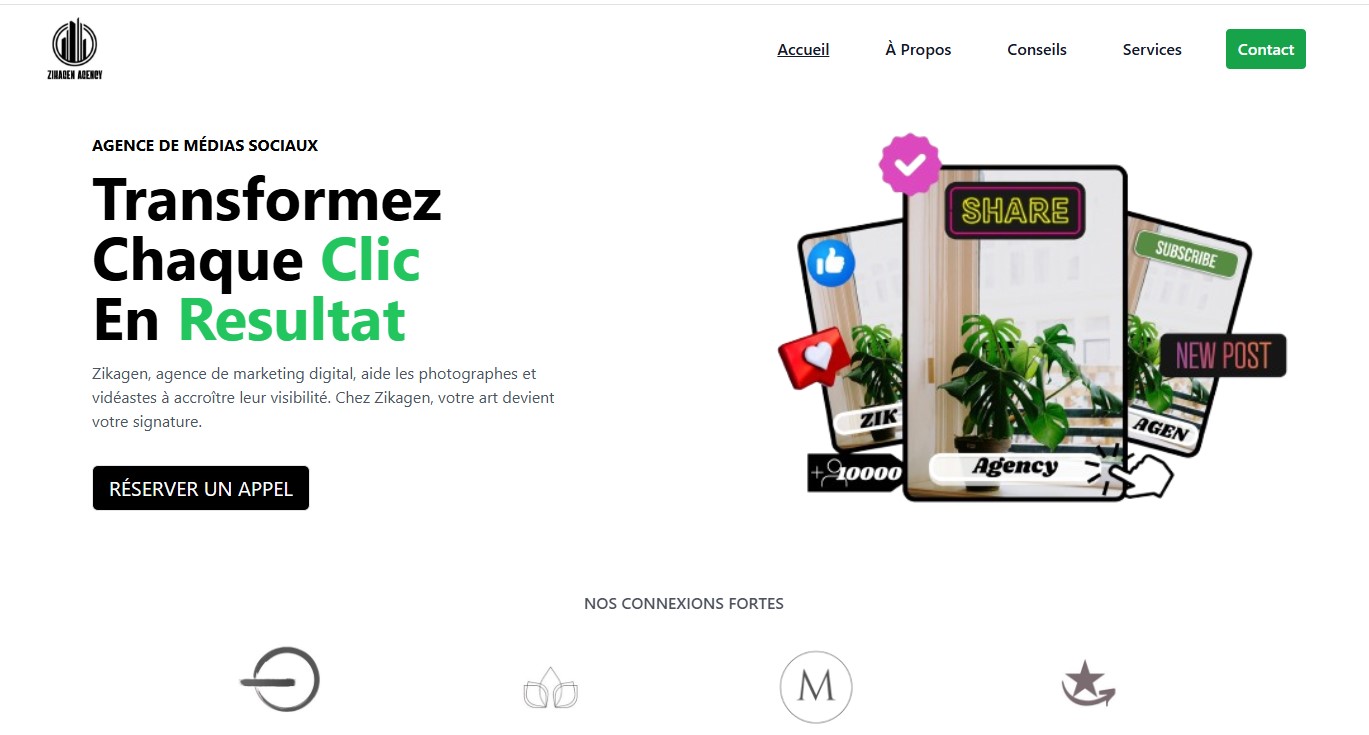 ZIKAGEN AGENCY
Accueil
À Propos
Conseils
Services
Contact
AGENCE DE MÉDIAS SOCIAUX
Transformez
Chaque Clic
En Resultat
Zikagen, agence de marketing digital, aide les photographes et
vidéastes à accroître leur visibilité. Chez Zikagen, votre art devient
votre signature.
RÉSERVER UN APPEL
SHARE
SUBSCRIBE
NEW POST
ZIK
AGEN
Agency
+
10000
NOS CONNEXIONS FORTES
M